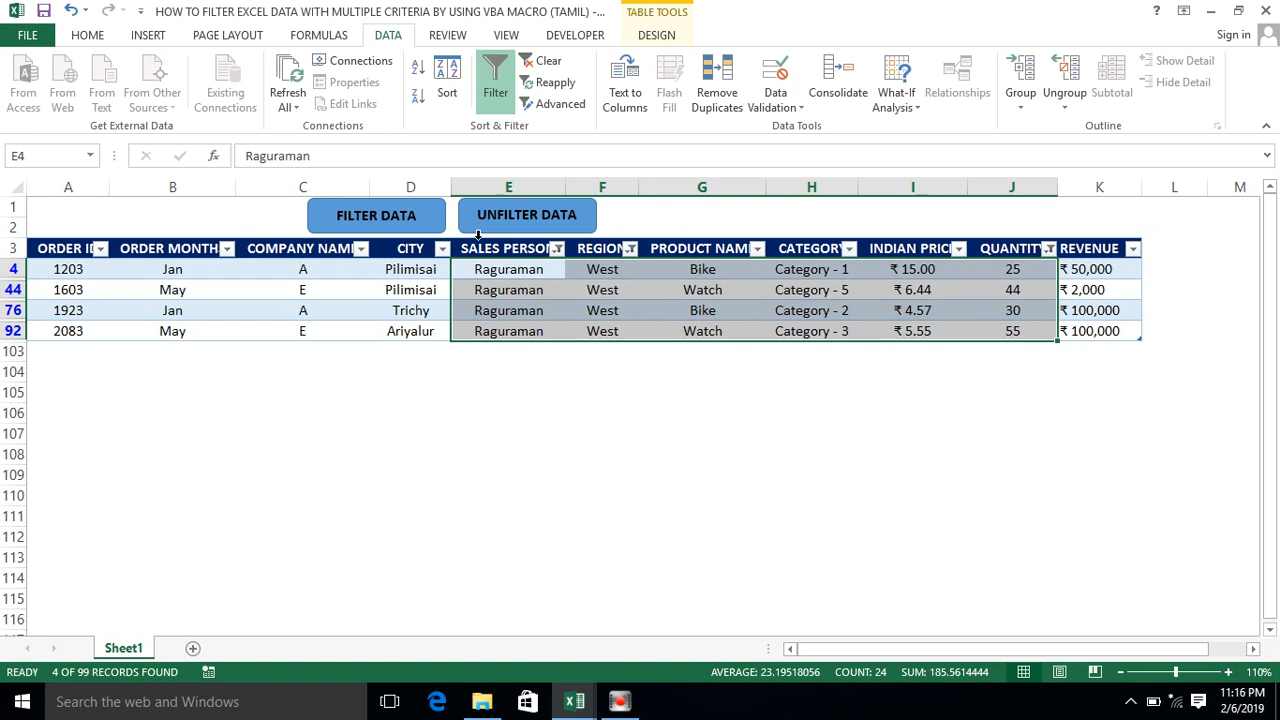 HOW TO FILTER EXCEL DATA WITH MULTIPLE CRITERIA BY USING VBA MACRO (TAMIL) -...
TABLE TOOLS
?
FILE HOME INSERT PAGE LAYOUT FORMULAS DATA REVIEW VIEW DEVELOPER DESIGN Sign in
From Access
From Web
From Text
From Other Sources
Existing Connections
Get External Data
Refresh All
Connections
Properties
Edit Links
Connections
Sort
Filter
Clear
Reapply
Advanced
Sort & Filter
Text to Columns
Flash Fill
Remove Duplicates
Data Validation
Consolidate
What-If Analysis
Relationships
Data Tools
Group
Ungroup
Subtotal
Show Detail
Hide Detail
Outline
E4 fx Raguraman
A B C D E F G H I J K L M
1 FILTER DATA UNFILTER DATA
2
3 ORDER ID ORDER MONTH COMPANY NAME CITY SALES PERSON REGION PRODUCT NAM CATEGORY INDIAN PRIC QUANTITY REVENUE
4 1203 Jan A Pilimisai Raguraman West Bike Category - 1 ₹ 15.00 25 ₹ 50,000
44 1603 May E Pilimisai Raguraman West Watch Category - 5 ₹ 6.44 44 ₹ 2,000
76 1923 Jan A Trichy Raguraman West Bike Category - 2 ₹ 4.57 30 ₹ 100,000
92 2083 May E Ariyalur Raguraman West Watch Category - 3 ₹ 5.55 55 ₹ 100,000
103
104
105
106
107
108
109
110
111
112
113
114
115
116
Sheet1
READY 4 OF 99 RECORDS FOUND AVERAGE: 23.19518056 COUNT: 24 SUM: 185.5614444 110%
Search the web and Windows
11:16 PM
2/6/2019